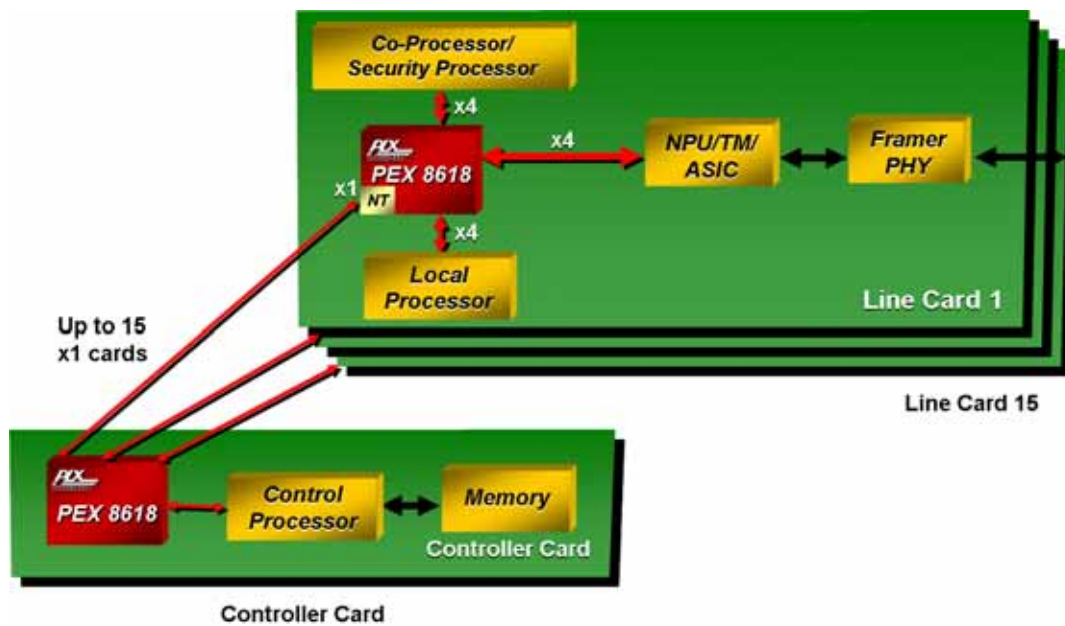 Co-Processor/
Security Processor
x4
PLX
PEX 8618
x1
NT
x4
NPU/TM/
ASIC
Framer
PHY
x4
Local
Processor
Line Card 1
Up to 15
x1 cards
Line Card 15
PLX
PEX 8618
Control
Processor
Memory
Controller Card
Controller Card